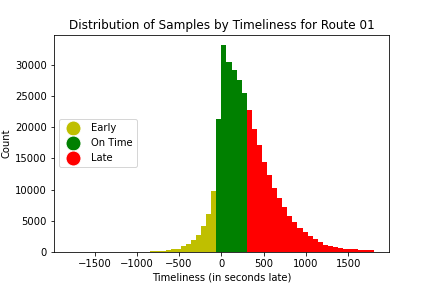 Distribution of Samples by Timeliness for Route 01
Count
30000
25000
20000
15000
10000
5000
0
Early
On Time
Late
−1500 −1000 −500 0 500 1000 1500
Timeliness (in seconds late)